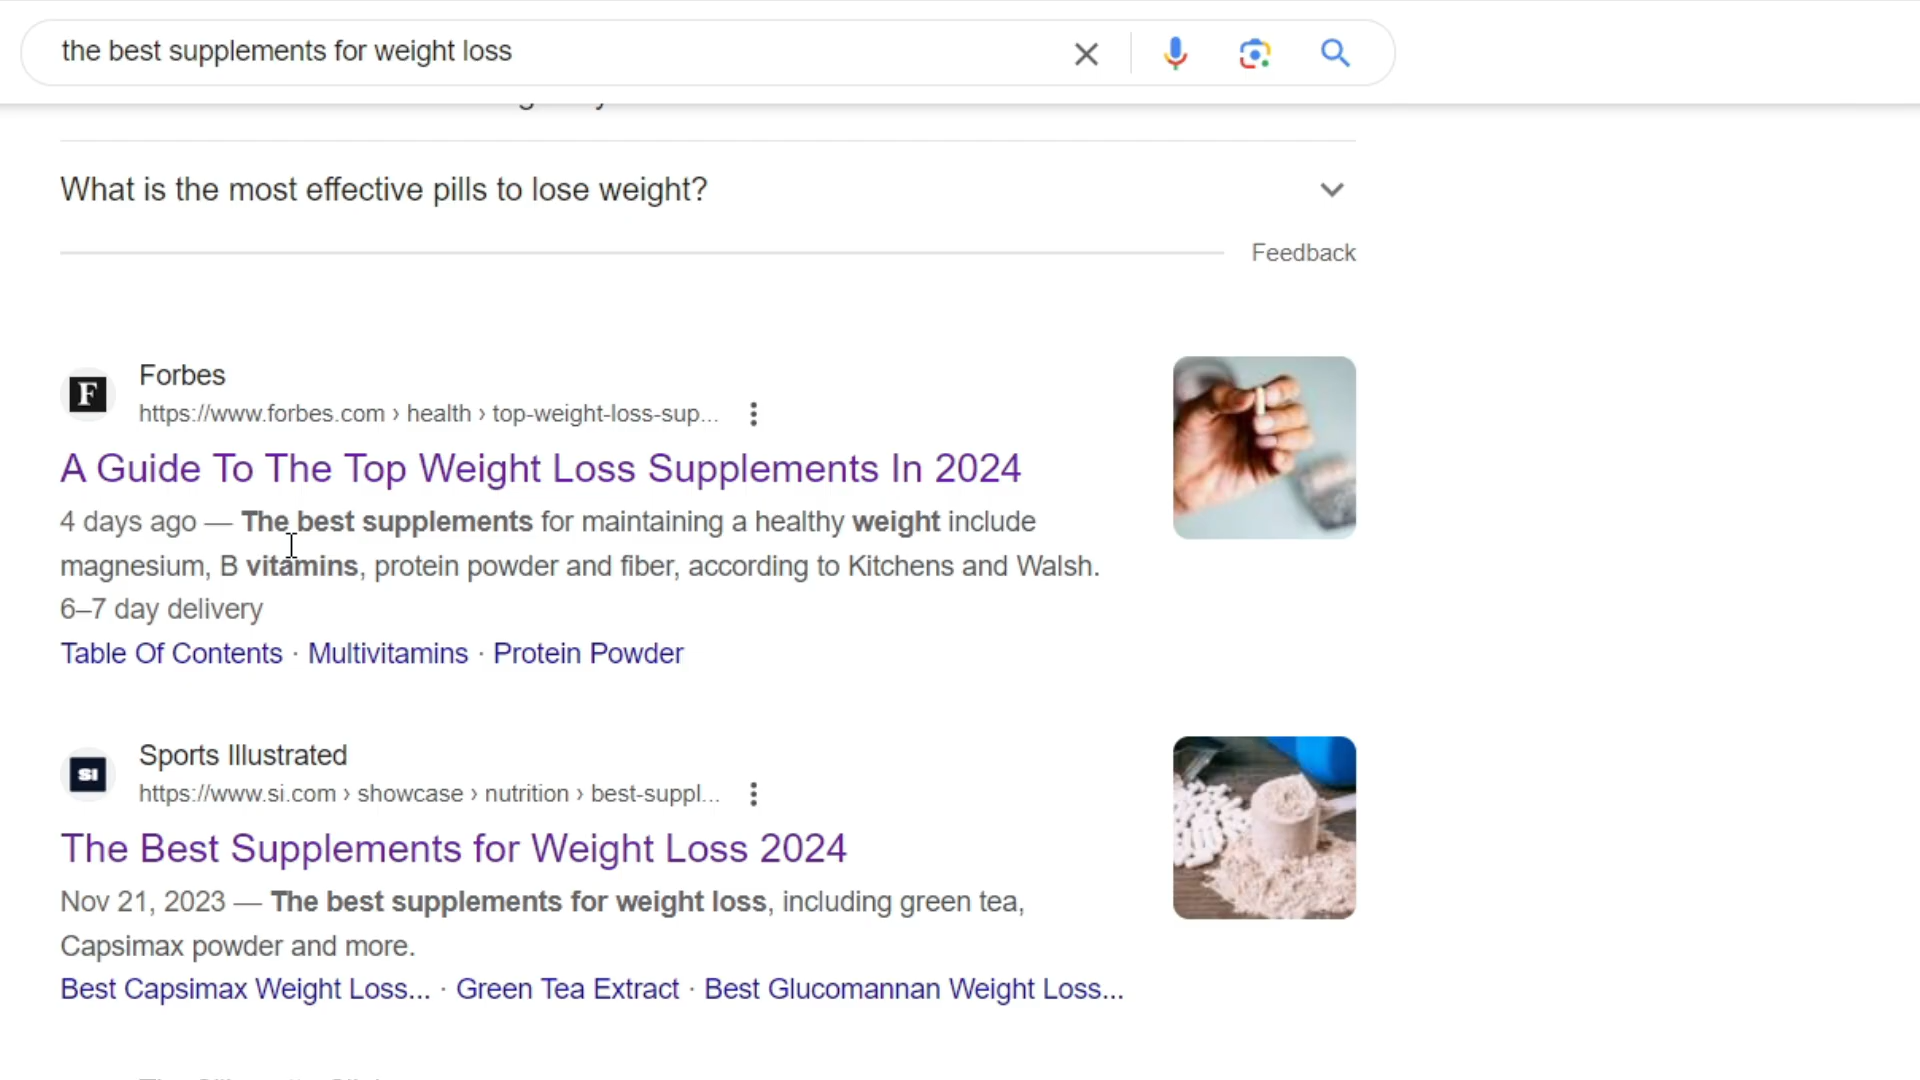 the best supplements for weight loss
What is the most effective pills to lose weight?
Feedback
F
Forbes
https://www.forbes.com › health › top-weight-loss-sup...
A Guide To The Top Weight Loss Supplements In 2024
4 days ago — The best supplements for maintaining a healthy weight include
magnesium, B vitamins, protein powder and fiber, according to Kitchens and Walsh.
6–7 day delivery
Table Of Contents · Multivitamins · Protein Powder
SI
Sports Illustrated
https://www.si.com › showcase › nutrition › best-suppl...
The Best Supplements for Weight Loss 2024
Nov 21, 2023 — The best supplements for weight loss, including green tea,
Capsimax powder and more.
Best Capsimax Weight Loss... · Green Tea Extract · Best Glucomannan Weight Loss...